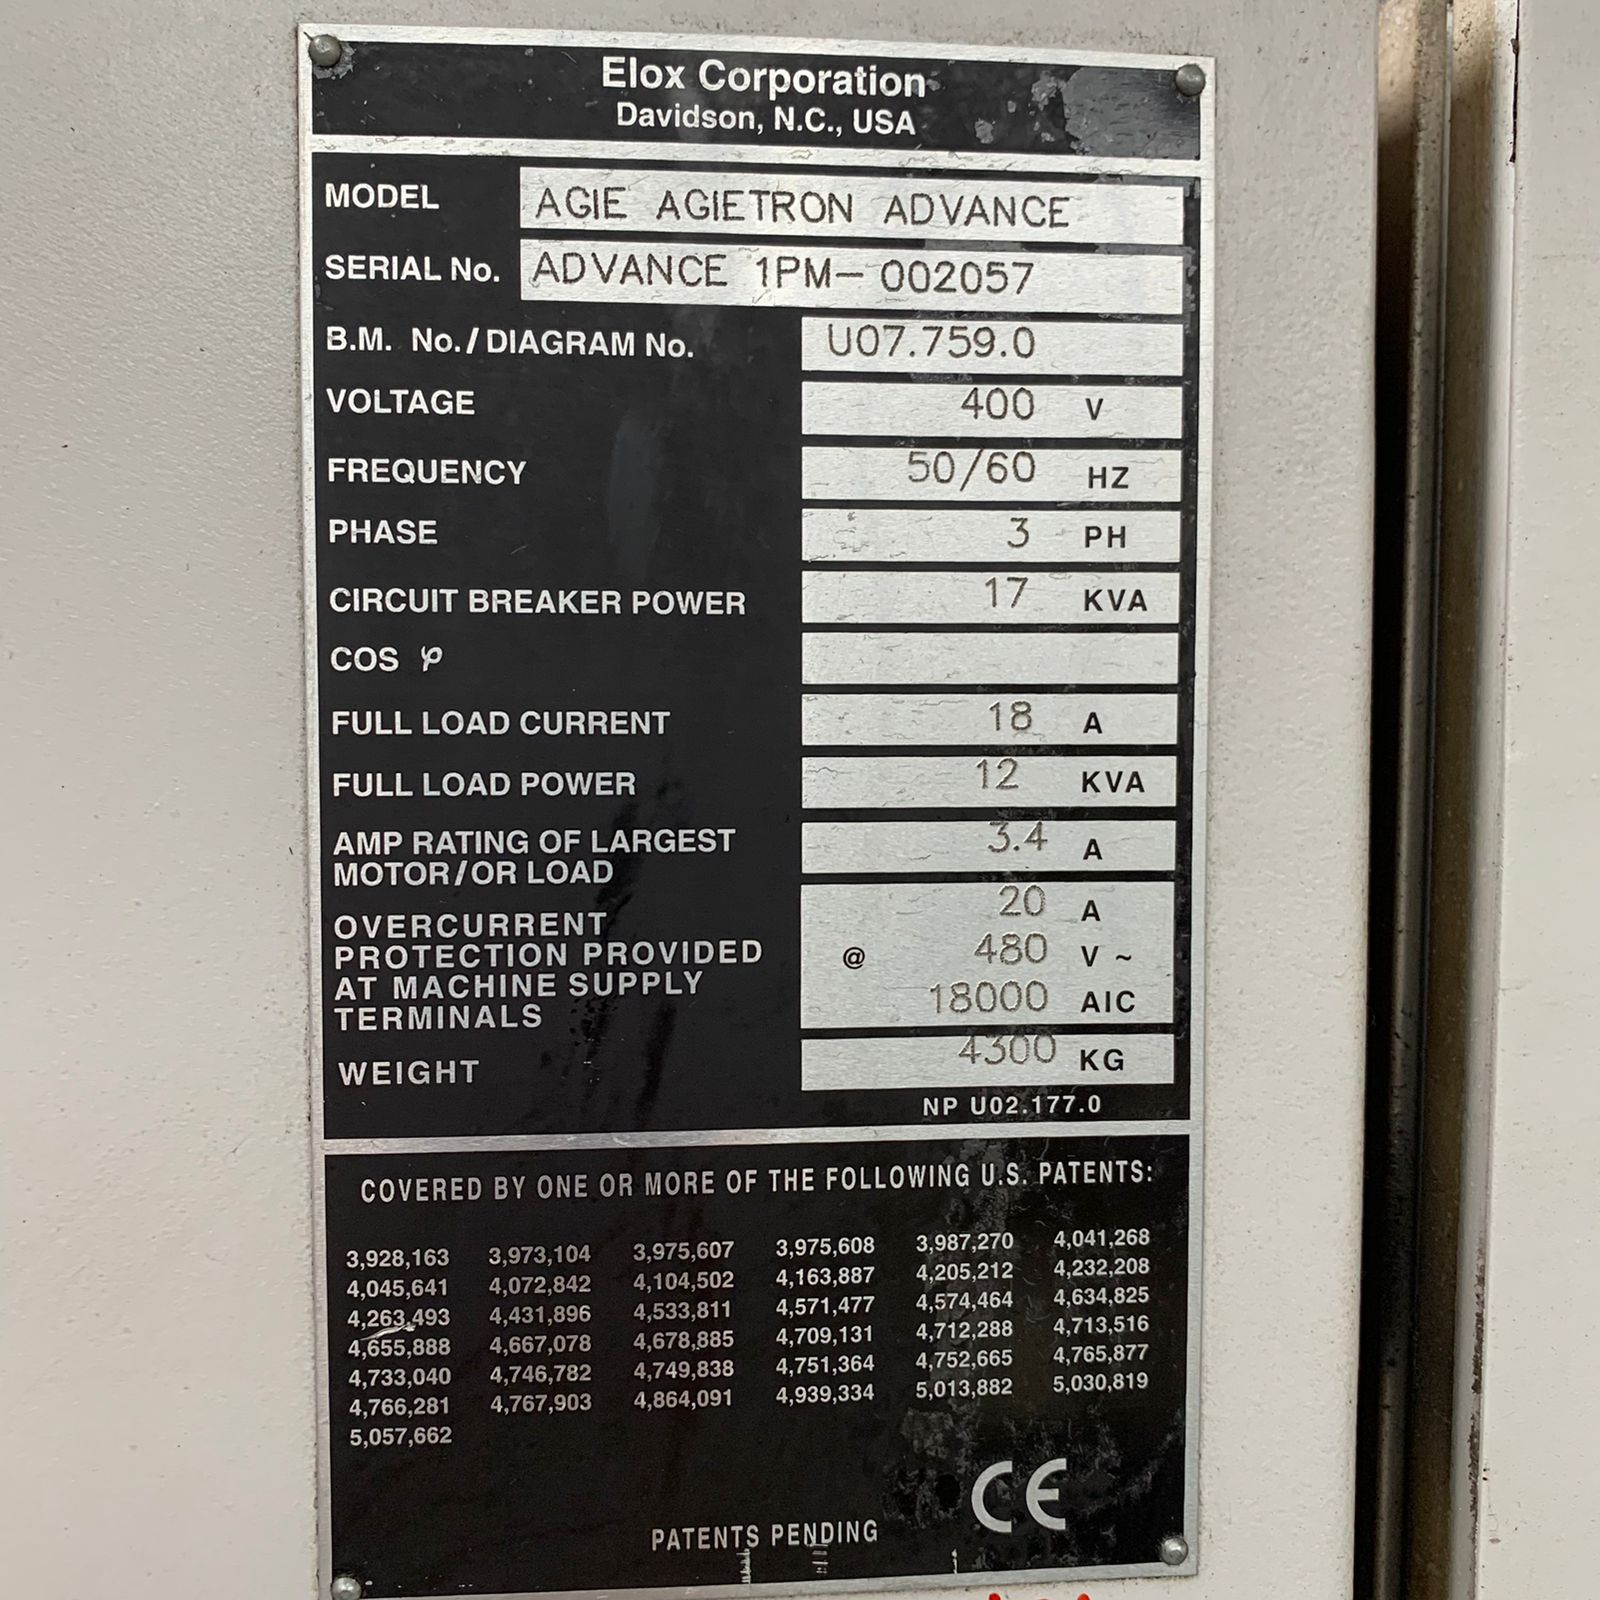 Elox Corporation
Davidson, N.C., USA
MODEL AGIE AGIETRON ADVANCE
SERIAL No. ADVANCE 1PM-002057
B.M. No./DIAGRAM No. U07.759.0
VOLTAGE 400 V
FREQUENCY 50/60 HZ
PHASE 3 PH
CIRCUIT BREAKER POWER 17 KVA
COS φ
FULL LOAD CURRENT 18 A
FULL LOAD POWER 12 KVA
AMP RATING OF LARGEST 3.4 A
MOTOR/OR LOAD
OVERCURRENT 20 A
PROTECTION PROVIDED @ 480 V ~
AT MACHINE SUPPLY 18000 AIC
TERMINALS
WEIGHT 4300 KG
NP U02.177.0
COVERED BY ONE OR MORE OF THE FOLLOWING U.S. PATENTS:
3,928,163 3,973,104 3,975,607 3,975,608 3,987,270 4,041,268
4,045,641 4,072,842 4,104,502 4,163,887 4,205,212 4,232,208
4,263,493 4,431,896 4,533,811 4,571,477 4,574,464 4,634,825
4,655,888 4,667,078 4,678,885 4,709,131 4,712,288 4,713,516
4,733,040 4,746,782 4,749,838 4,751,364 4,752,665 4,765,877
4,766,281 4,767,903 4,864,091 4,939,334 5,013,882 5,030,819
5,057,662
CE
PATENTS PENDING